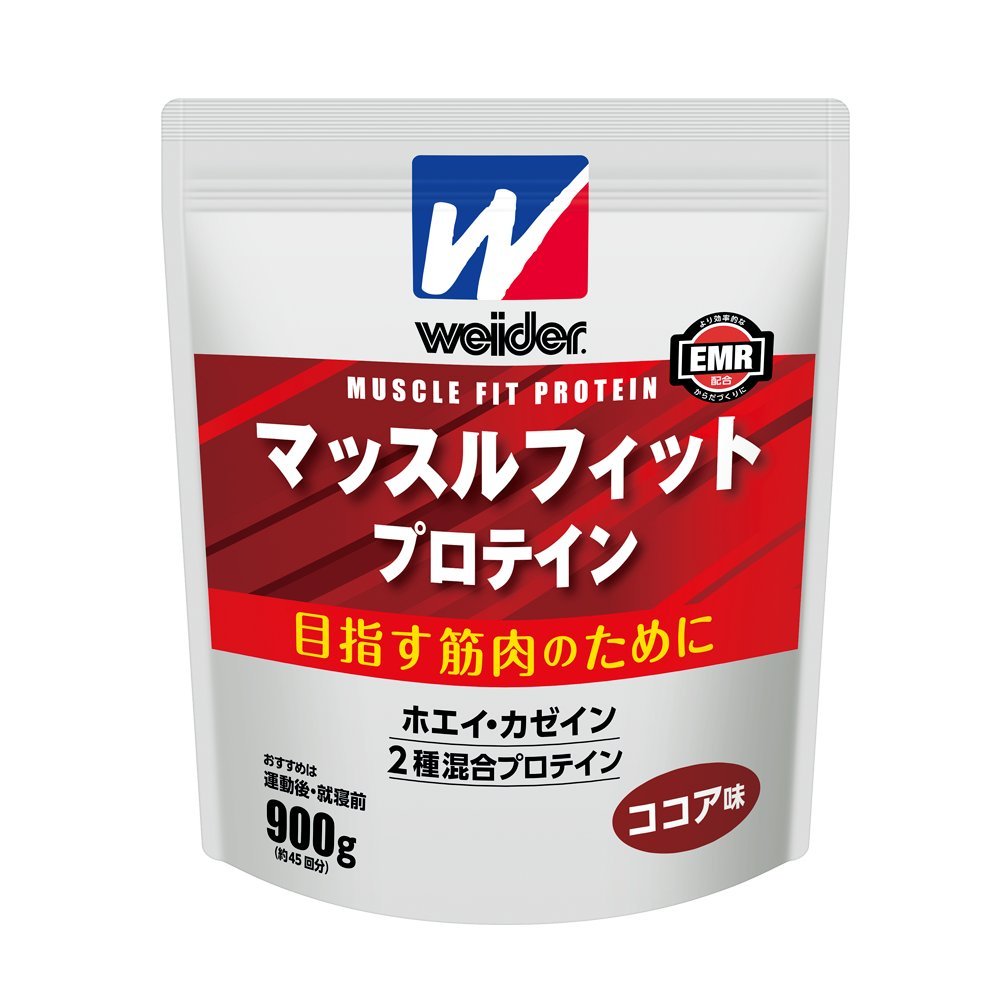 W
weider.
より効率的な
EMR
配合
からだづくりに
MUSCLE FIT PROTEIN
マッスルフィット
プロテイン
目指す筋肉のために
ホエイ・カゼイン
2種混合プロテイン
おすすめは
運動後・就寝前
900g
(約45回分)
ココア味